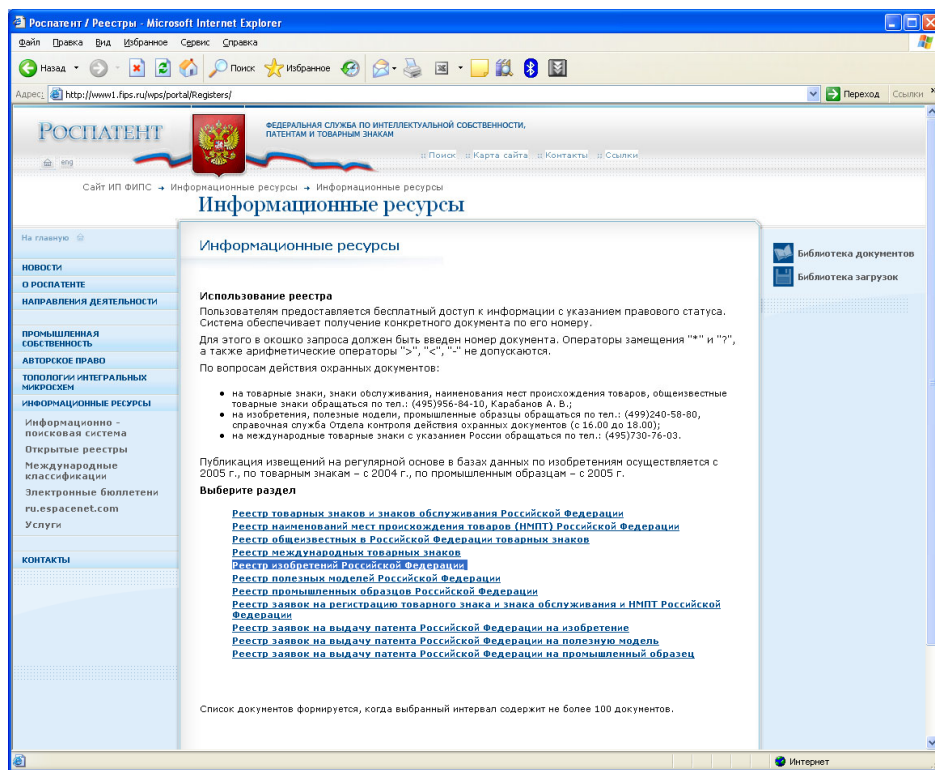 Роспатент / Реестры - Microsoft Internet Explorer
Файл Правка Вид Избранное Сервис Справка
Назад Поиск Избранное
Адрес: http://www1.fips.ru/wps/portal/Registers/ Переход Ссылки »
РОСПАТЕНТ
ФЕДЕРАЛЬНАЯ СЛУЖБА ПО ИНТЕЛЛЕКТУАЛЬНОЙ СОБСТВЕННОСТИ,
ПАТЕНТАМ И ТОВАРНЫМ ЗНАКАМ
eng
Поиск Карта сайта Контакты Ссылки
Сайт ИП ФИПС → Информационные ресурсы → Информационные ресурсы
Информационные ресурсы
На главную
НОВОСТИ
О РОСПАТЕНТЕ
НАПРАВЛЕНИЯ ДЕЯТЕЛЬНОСТИ
ПРОМЫШЛЕННАЯ
СОБСТВЕННОСТЬ
АВТОРСКОЕ ПРАВО
ТОПОЛОГИИ ИНТЕГРАЛЬНЫХ
МИКРОСХЕМ
ИНФОРМАЦИОННЫЕ РЕСУРСЫ
Информационно -
поисковая система
Открытые реестры
Международные
классификации
Электронные бюллетени
ru.espacenet.com
Услуги
КОНТАКТЫ
Информационные ресурсы
Использование реестра
Пользователям предоставляется бесплатный доступ к информации с указанием правового статуса.
Система обеспечивает получение конкретного документа по его номеру.
Для этого в окошко запроса должен быть введен номер документа. Операторы замещения "*" и "?",
а также арифметические операторы ">", "<", "-" не допускаются.
По вопросам действия охранных документов:
• на товарные знаки, знаки обслуживания, наименования мест происхождения товаров, общеизвестные
товарные знаки обращаться по тел.: (495)956-84-10, Карабанов А. В.;
• на изобретения, полезные модели, промышленные образцы обращаться по тел.: (499)240-58-80,
справочная служба Отдела контроля действия охранных документов (с 16.00 до 18.00);
• на международные товарные знаки с указанием России обращаться по тел.: (495)730-76-03.
Публикация извещений на регулярной основе в базах данных по изобретениям осуществляется с
2005 г., по товарным знакам – с 2004 г., по промышленным образцам – с 2005 г.
Выберите раздел
Реестр товарных знаков и знаков обслуживания Российской Федерации
Реестр наименований мест происхождения товаров (НМПТ) Российской Федерации
Реестр общеизвестных в Российской Федерации товарных знаков
Реестр международных товарных знаков
Реестр изобретений Российской Федерации
Реестр полезных моделей Российской Федерации
Реестр промышленных образцов Российской Федерации
Реестр заявок на регистрацию товарного знака и знака обслуживания и НМПТ Российской
Федерации
Реестр заявок на выдачу патента Российской Федерации на изобретение
Реестр заявок на выдачу патента Российской Федерации на полезную модель
Реестр заявок на выдачу патента Российской Федерации на промышленный образец
Список документов формируется, когда выбранный интервал содержит не более 100 документов.
Библиотека документов
Библиотека загрузок
Интернет